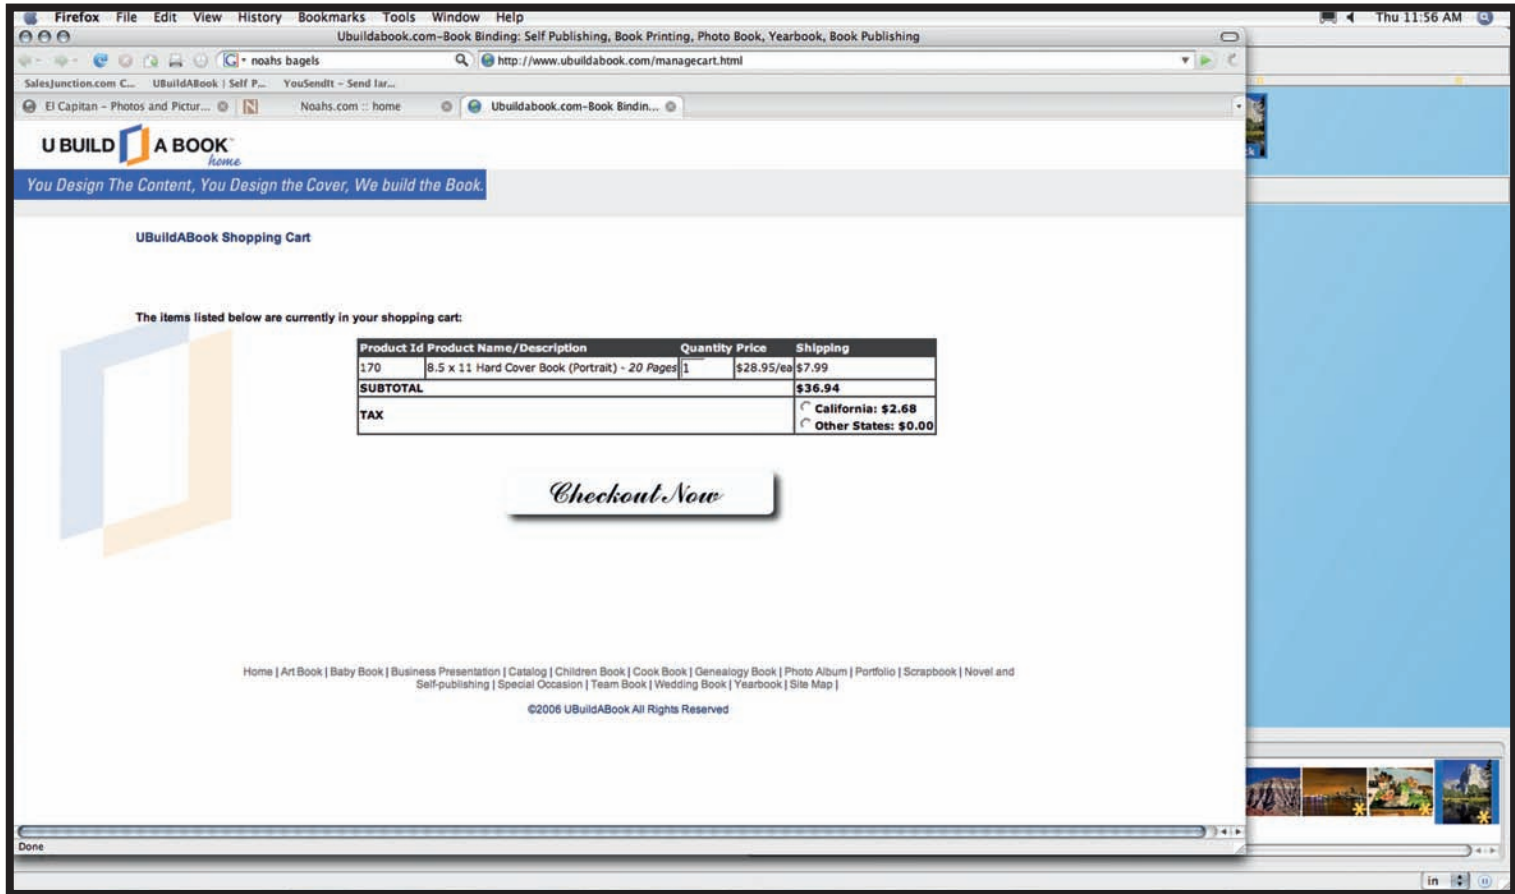 Firefox File Edit View History Bookmarks Tools Window Help Thu 11:56 AM
Ubuildabook.com-Book Binding: Self Publishing, Book Printing, Photo Book, Yearbook, Book Publishing
G noahs bagels http://www.ubuildabook.com/managecart.html
SalesJunction.com C... UBuildABook | Self P... YouSendIt - Send lar...
El Capitan - Photos and Pictur... N Noahs.com :: home Ubuildabook.com-Book Bindin...
U BUILD A BOOK™
home
You Design The Content, You Design the Cover, We build the Book.
UBuildABook Shopping Cart
The items listed below are currently in your shopping cart:
Product Id Product Name/Description Quantity Price Shipping
170 8.5 x 11 Hard Cover Book (Portrait) - 20 Pages 1 $28.95/ea $7.99
SUBTOTAL $36.94
TAX California: $2.68
Other States: $0.00
Checkout Now
Home | Art Book | Baby Book | Business Presentation | Catalog | Children Book | Cook Book | Genealogy Book | Photo Album | Portfolio | Scrapbook | Novel and
Self-publishing | Special Occasion | Team Book | Wedding Book | Yearbook | Site Map |
©2006 UBuildABook All Rights Reserved
Done
in